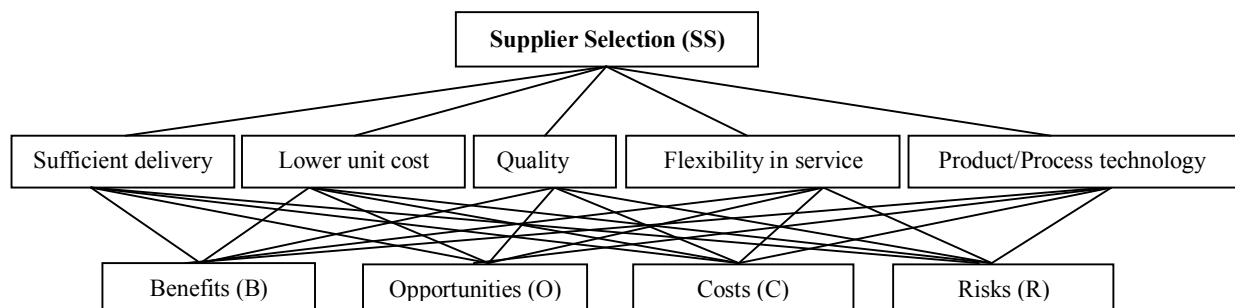 Supplier Selection (SS)
Sufficient delivery
Lower unit cost
Quality
Flexibility in service
Product/Process technology
Benefits (B)
Opportunities (O)
Costs (C)
Risks (R)